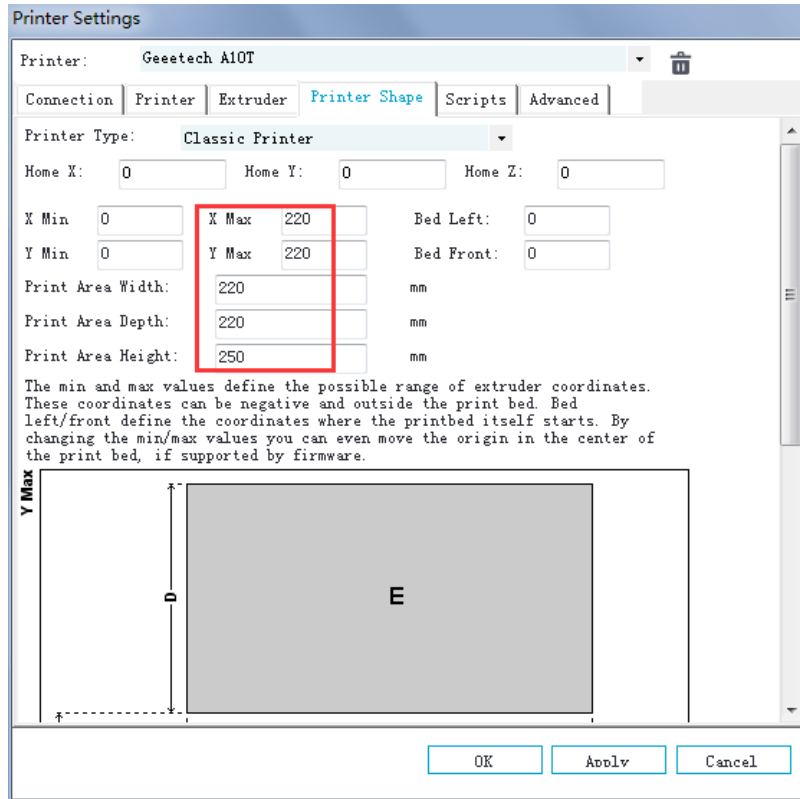 Printer Settings
Printer: Geeetech A10T
Connection Printer Extruder Printer Shape Scripts Advanced
Printer Type: Classic Printer
Home X: 0 Home Y: 0 Home Z: 0
X Min 0 X Max 220 Bed Left: 0
Y Min 0 Y Max 220 Bed Front: 0
Print Area Width: 220 mm
Print Area Depth: 220 mm
Print Area Height: 250 mm
The min and max values define the possible range of extruder coordinates.
These coordinates can be negative and outside the print bed. Bed
left/front define the coordinates where the printbed itself starts. By
changing the min/max values you can even move the origin in the center of
the print bed, if supported by firmware.
Y Max
D
E
OK Apply Cancel